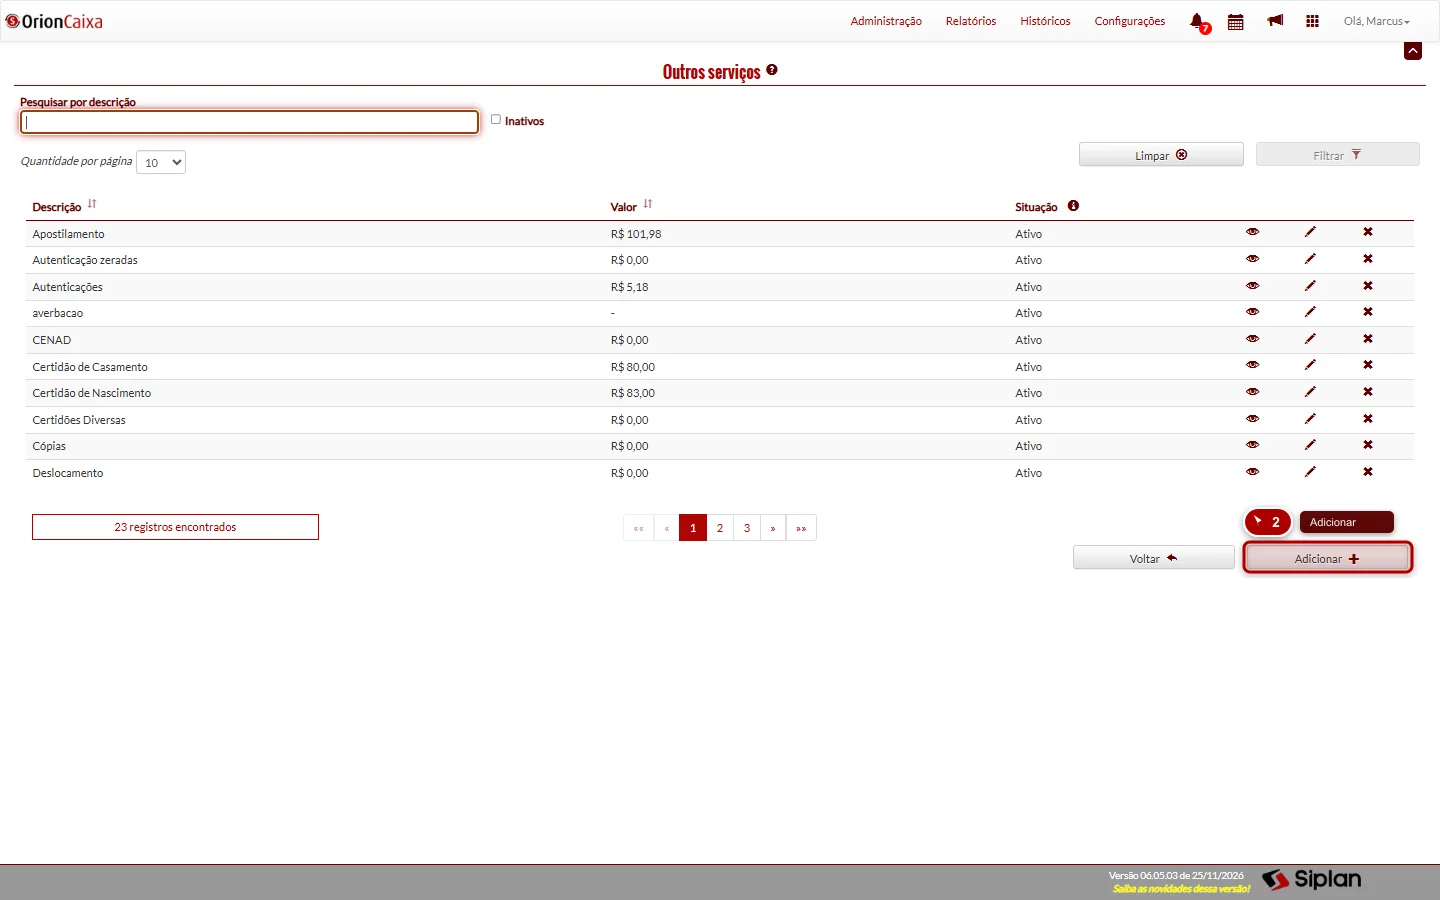 OrionCaixa
Administração Relatórios Históricos Configurações 7 Olá, Marcus
Outros serviços ?
Pesquisar por descrição
Inativos
Quantidade por página 10
Limpar Filtrar
Descrição Valor Situação
Apostilamento R$ 101,98 Ativo
Autenticação zeradas R$ 0,00 Ativo
Autenticações R$ 5,18 Ativo
averbacao - Ativo
CENAD R$ 0,00 Ativo
Certidão de Casamento R$ 80,00 Ativo
Certidão de Nascimento R$ 83,00 Ativo
Certidões Diversas R$ 0,00 Ativo
Cópias R$ 0,00 Ativo
Deslocamento R$ 0,00 Ativo
23 registros encontrados «« « 1 2 3 » »» 2 Adicionar
Voltar Adicionar
Versão 06.05.03 de 25/11/2026
Saiba as novidades dessa versão!
Siplan